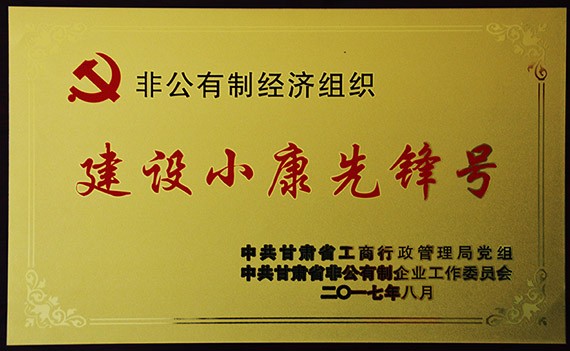 非公有制经济组织
建设小康先锋号
中共甘肃省工商行政管理局党组
中共甘肃省非公有制企业工作委员会
二〇一七年八月